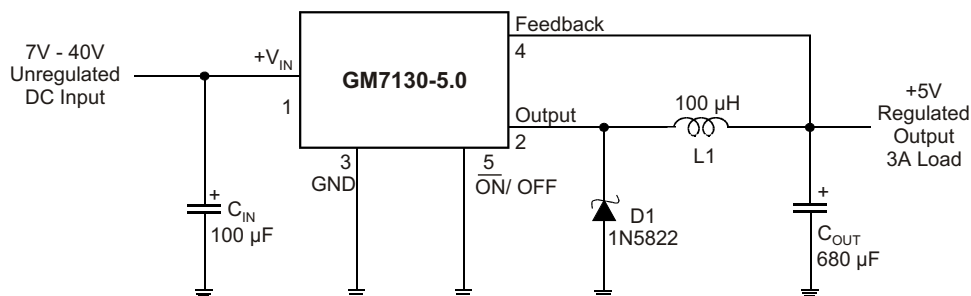 7V - 40V
Unregulated
DC Input
+VIN
1
GM7130-5.0
Feedback
4
Output
2
3
GND
5
ON/ OFF
CIN
100 µF
+
100 µH
L1
D1
1N5822
+
COUT
680 µF
+5V
Regulated
Output
3A Load